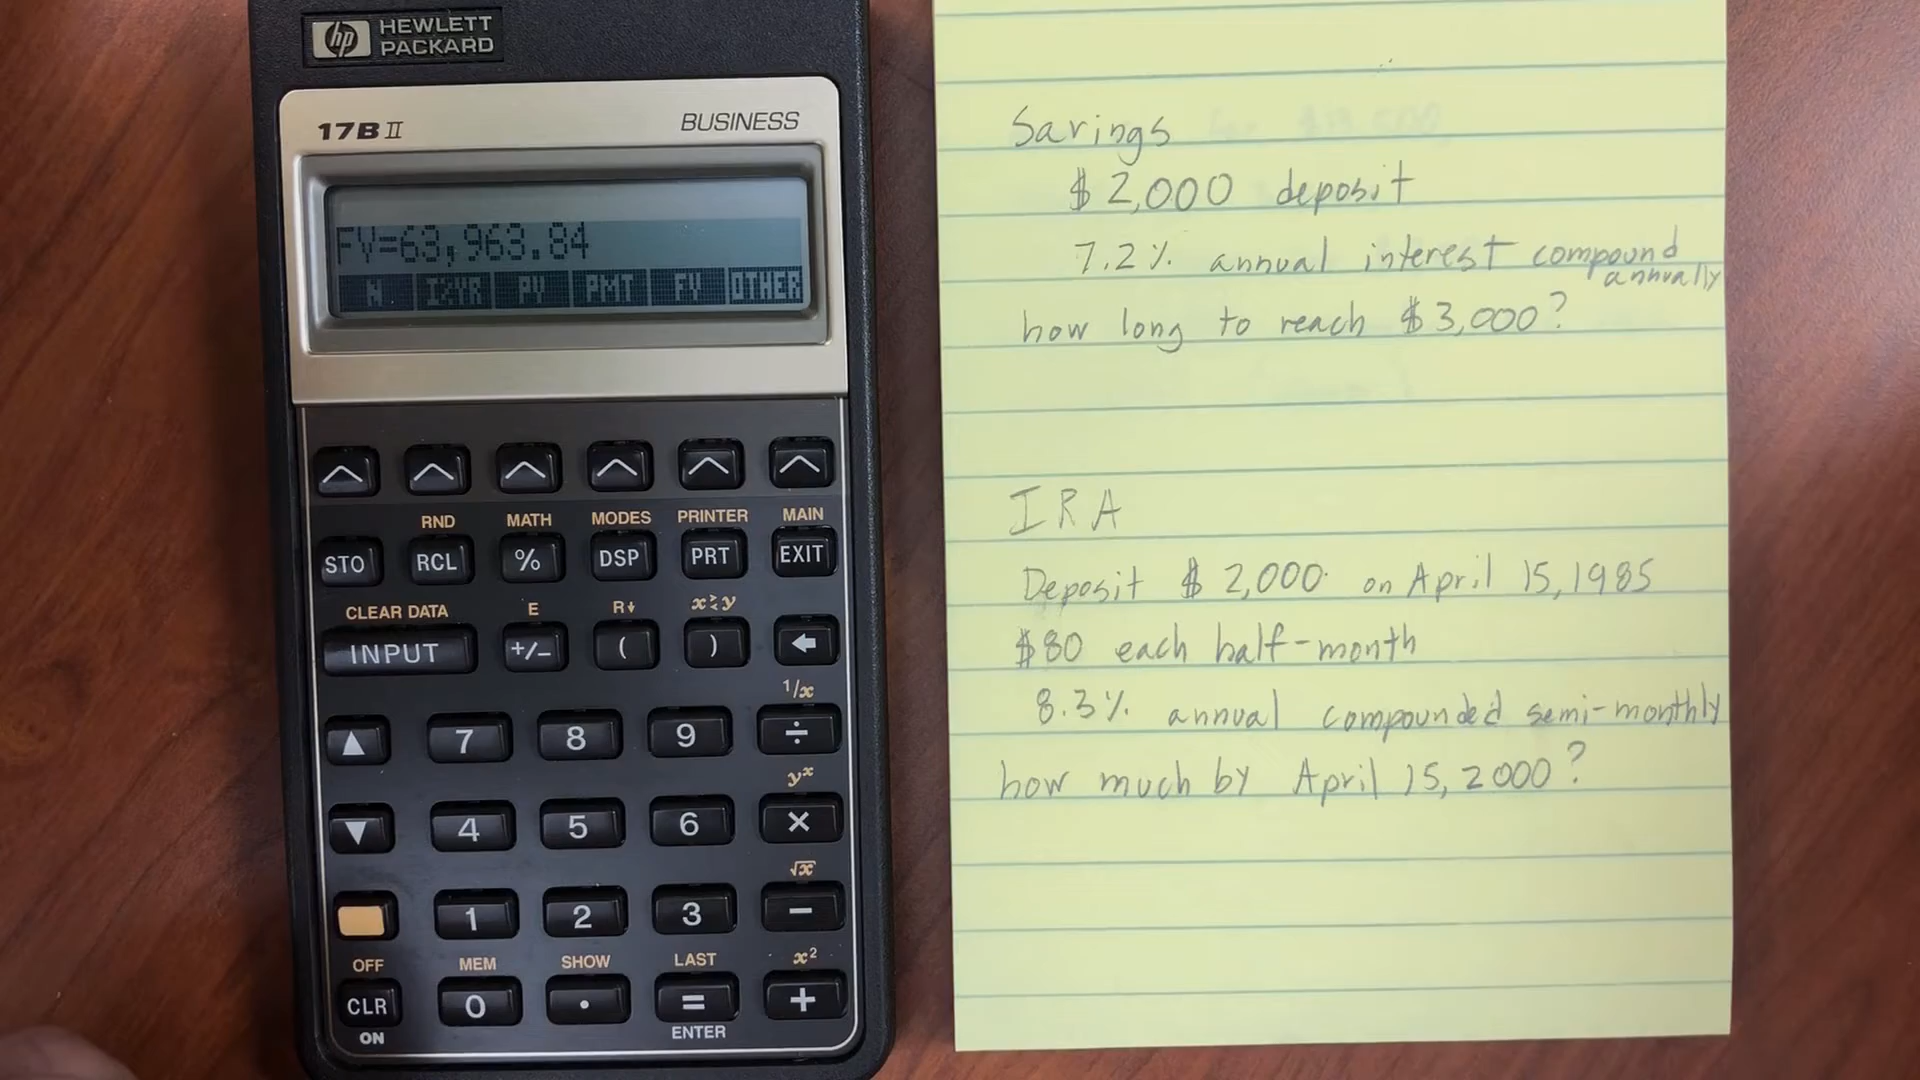 hp HEWLETT
PACKARD
17B II BUSINESS
FV=63,963.84
N I%YR PV PMT FV OTHER
RND MATH MODES PRINTER MAIN
STO RCL % DSP PRT EXIT
CLEAR DATA E R↓ x≷y
INPUT +/- ( ) ←
1/x
▲ 7 8 9 ÷
yˣ
▼ 4 5 6 ×
√x
1 2 3 −
OFF MEM SHOW LAST x²
CLR 0 . = +
ON ENTER
Savings
$2,000 deposit
7.2% annual interest compound
annually
how long to reach $3,000?
IRA
Deposit $2,000 on April 15, 1985
$80 each half-month
8.3% annual compounded semi-monthly
how much by April 15, 2000?